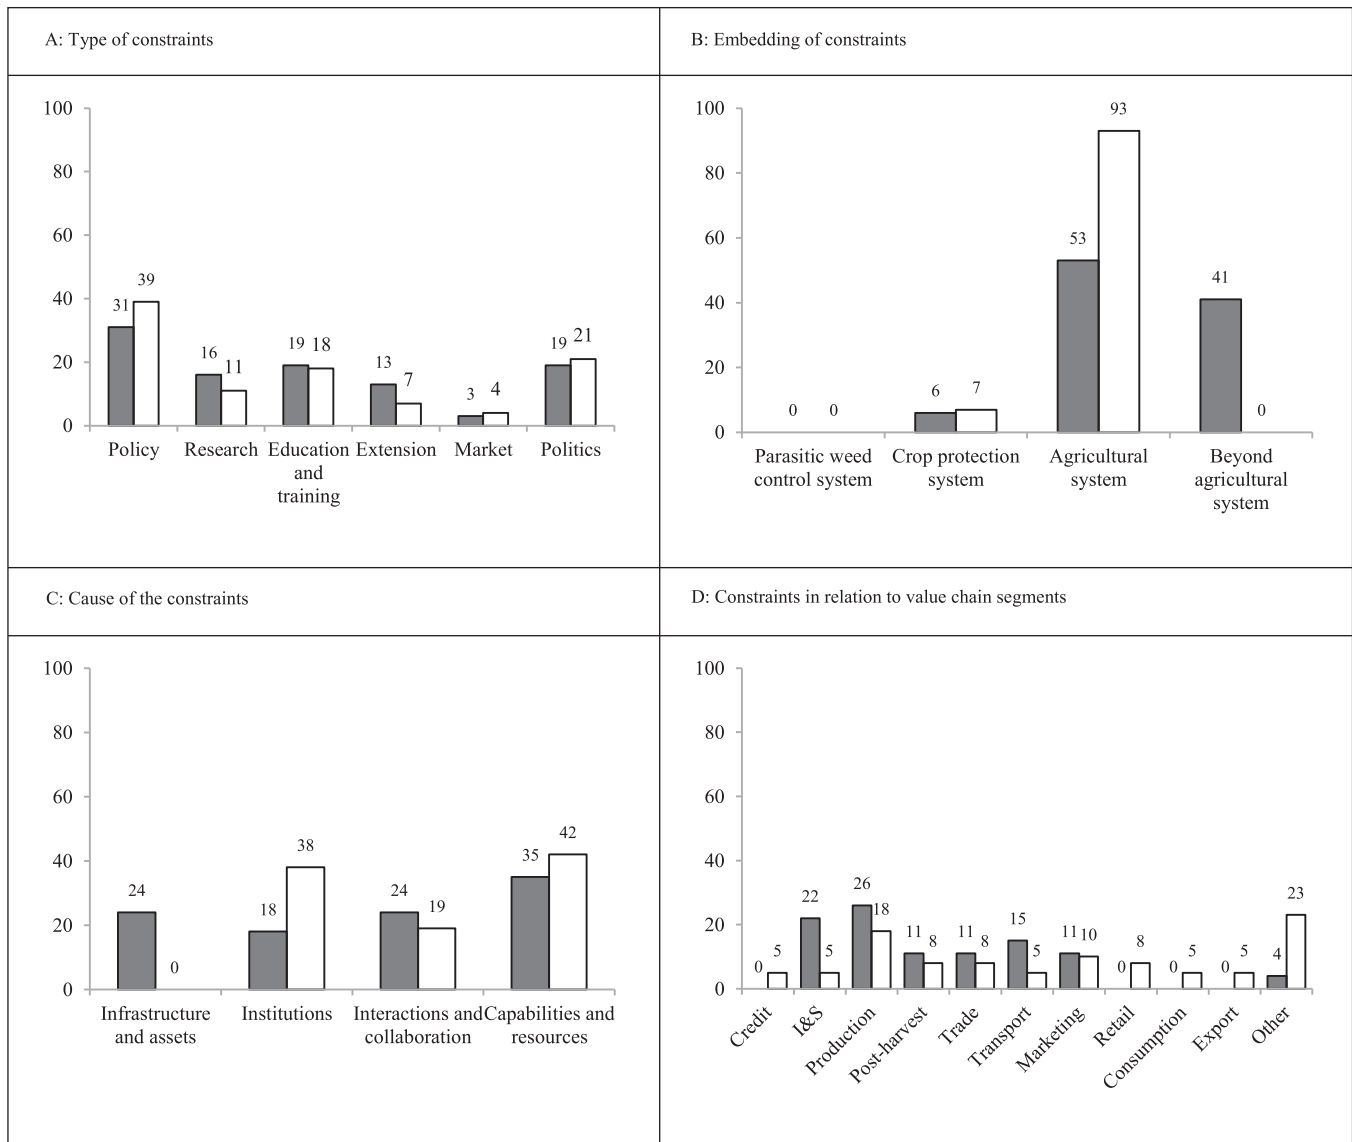 A: Type of constraints
100
80
60
40
20
0
31
39
16
11
19
18
13
7
3
4
19
21
Policy
Research
Education
and
training
Extension
Market
Politics
B: Embedding of constraints
100
80
60
40
20
0
0
0
6
7
53
93
41
0
Parasitic weed
control system
Crop protection
system
Agricultural
system
Beyond
agricultural
system
C: Cause of the constraints
100
80
60
40
20
0
24
0
18
38
24
19
35
42
Infrastructure
and assets
Institutions
Interactions and
collaboration
Capabilities and
resources
D: Constraints in relation to value chain segments
100
80
60
40
20
0
0
5
22
5
26
18
11
8
11
8
15
5
11
10
0
8
0
5
0
5
4
23
Credit
I&S
Production
Post-harvest
Trade
Transport
Marketing
Retail
Consumption
Export
Other